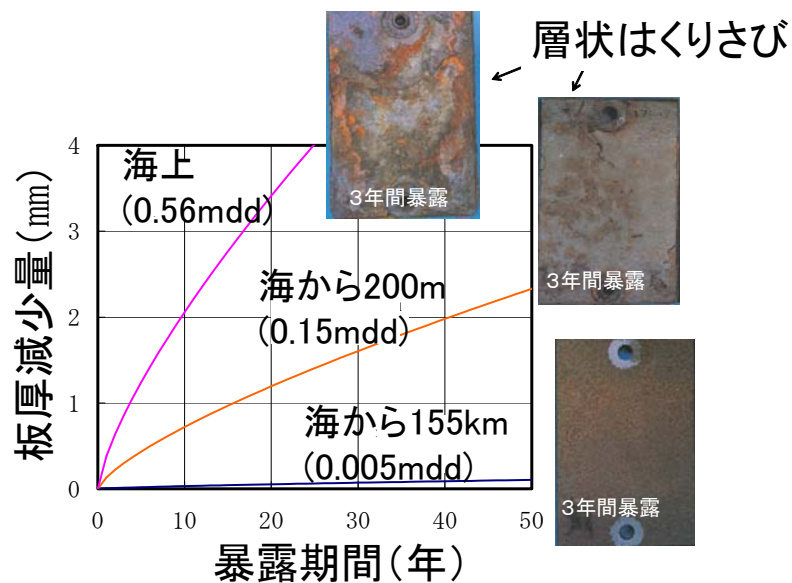 層状はくりさび
3年間暴露
3年間暴露
3年間暴露
板厚減少量(㎜)
4
3
2
1
0
海上
(0.56mdd)
海から200m
(0.15mdd)
海から155km
(0.005mdd)
0 10 20 30 40 50
暴露期間(年)